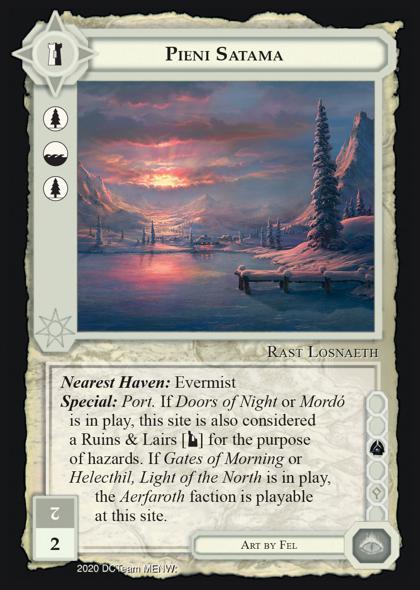 Pieni Satama
Rast Losnaeth
Nearest Haven: Evermist
Special: Port. If Doors of Night or Mordó
is in play, this site is also considered
a Ruins & Lairs [] for the purpose
of hazards. If Gates of Morning or
Helecthil, Light of the North is in play,
the Aerfaroth faction is playable
at this site.
2
2
Art by Fel
2020 DCTeam MENW: